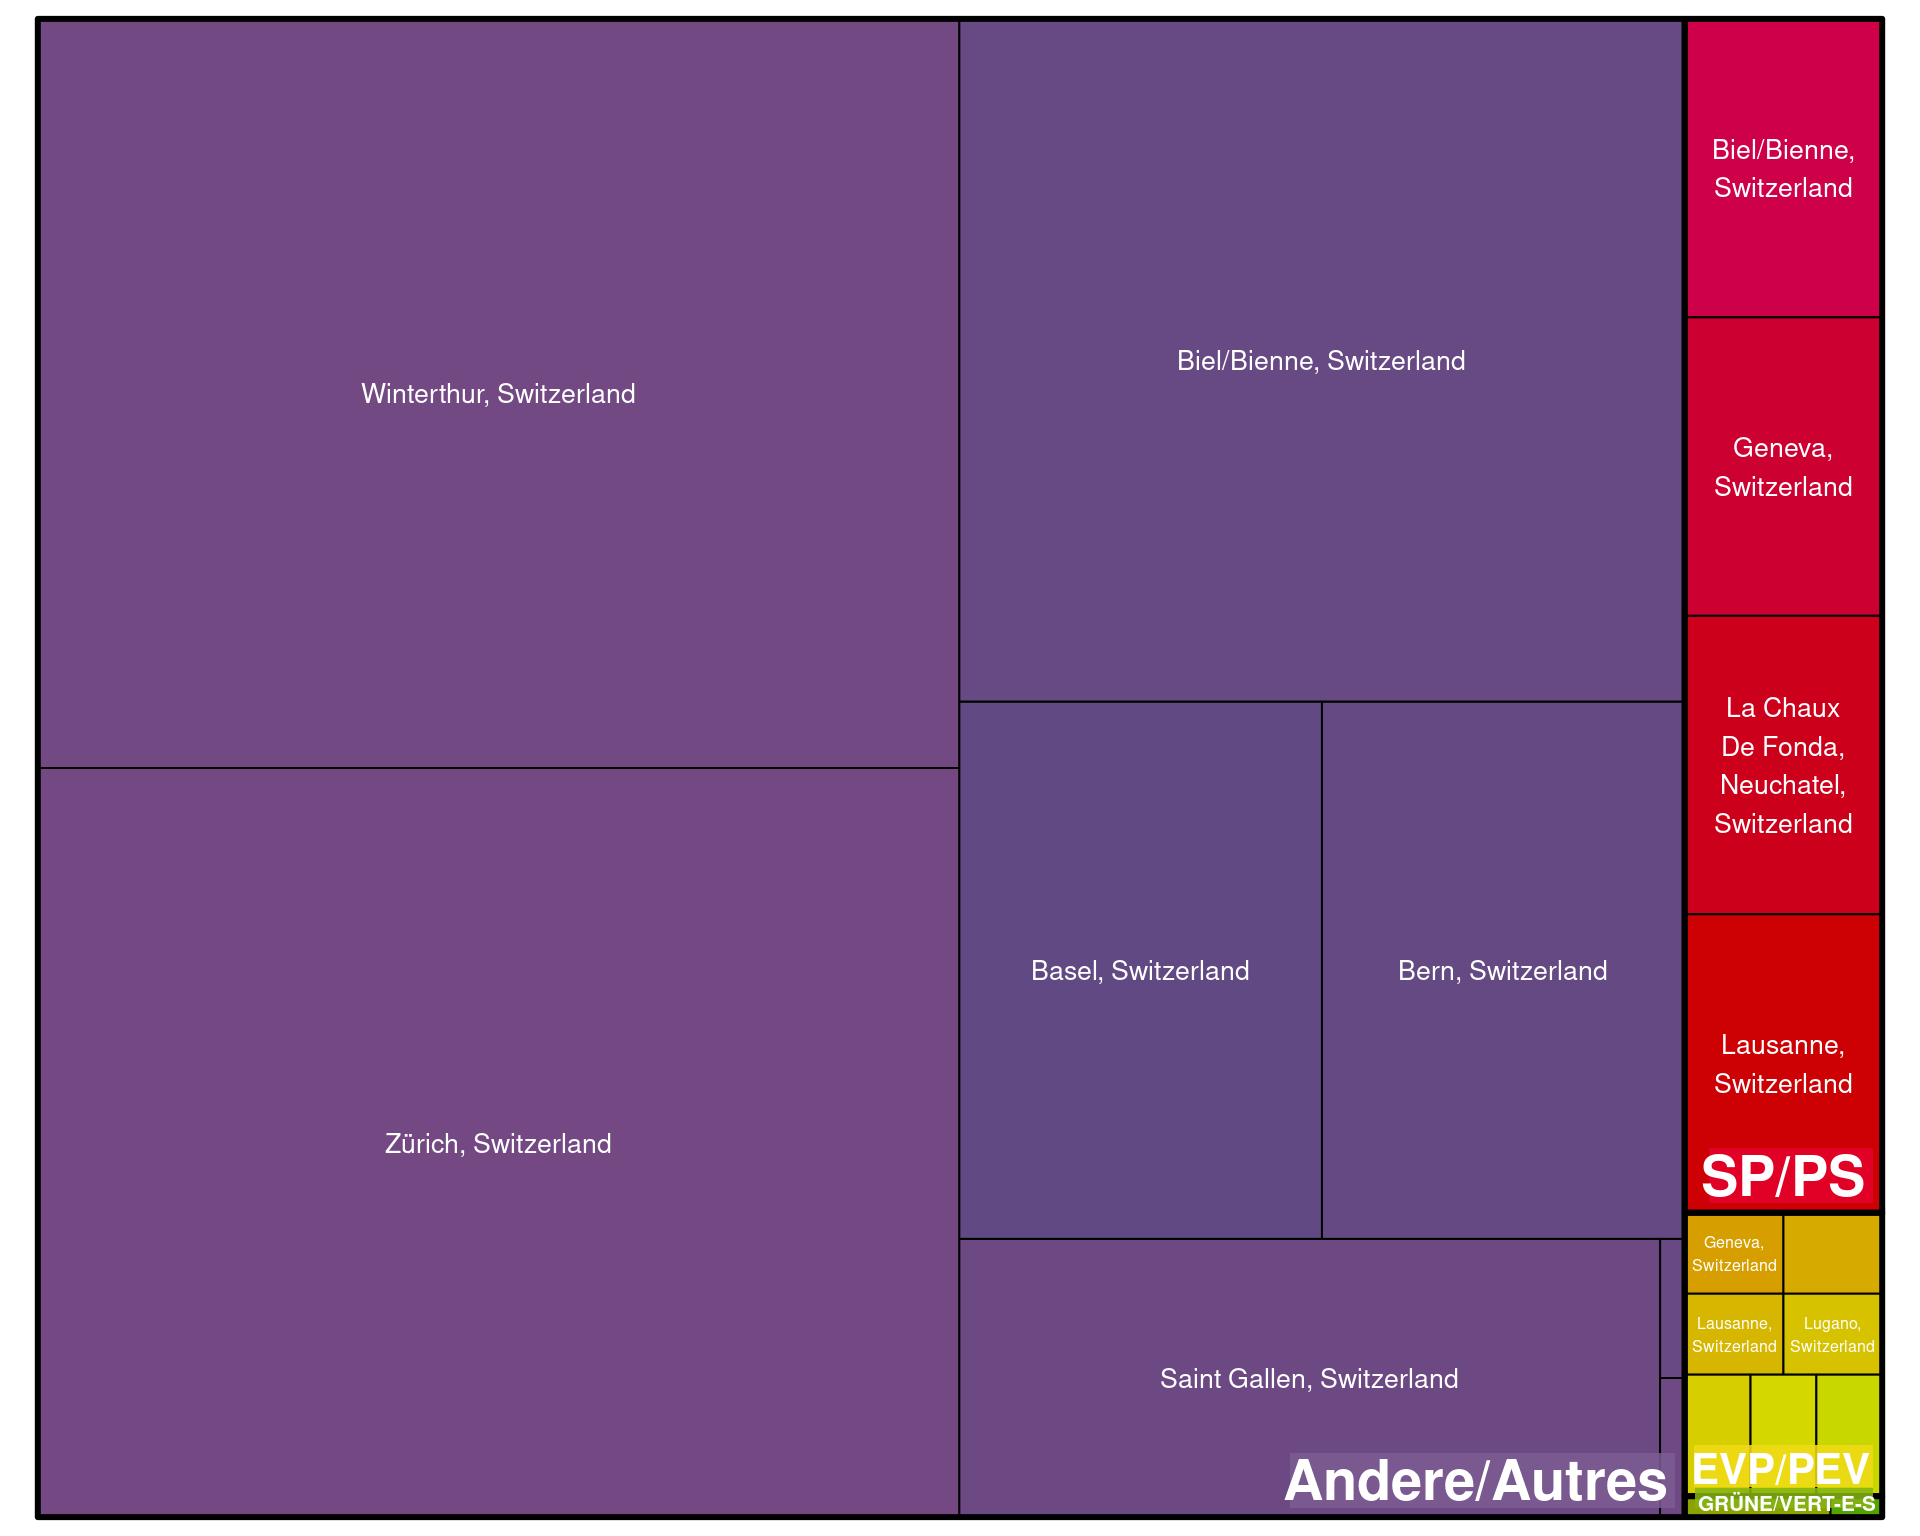 Winterthur, Switzerland
Zürich, Switzerland
Biel/Bienne, Switzerland
Basel, Switzerland
Bern, Switzerland
Saint Gallen, Switzerland
Andere/Autres
Biel/Bienne,
Switzerland
Geneva,
Switzerland
La Chaux
De Fonda,
Neuchatel,
Switzerland
Lausanne,
Switzerland
SP/PS
Geneva,
Switzerland
Lausanne,
Switzerland
Lugano,
Switzerland
EVP/PEV
GRÜNE/VERT-E-S